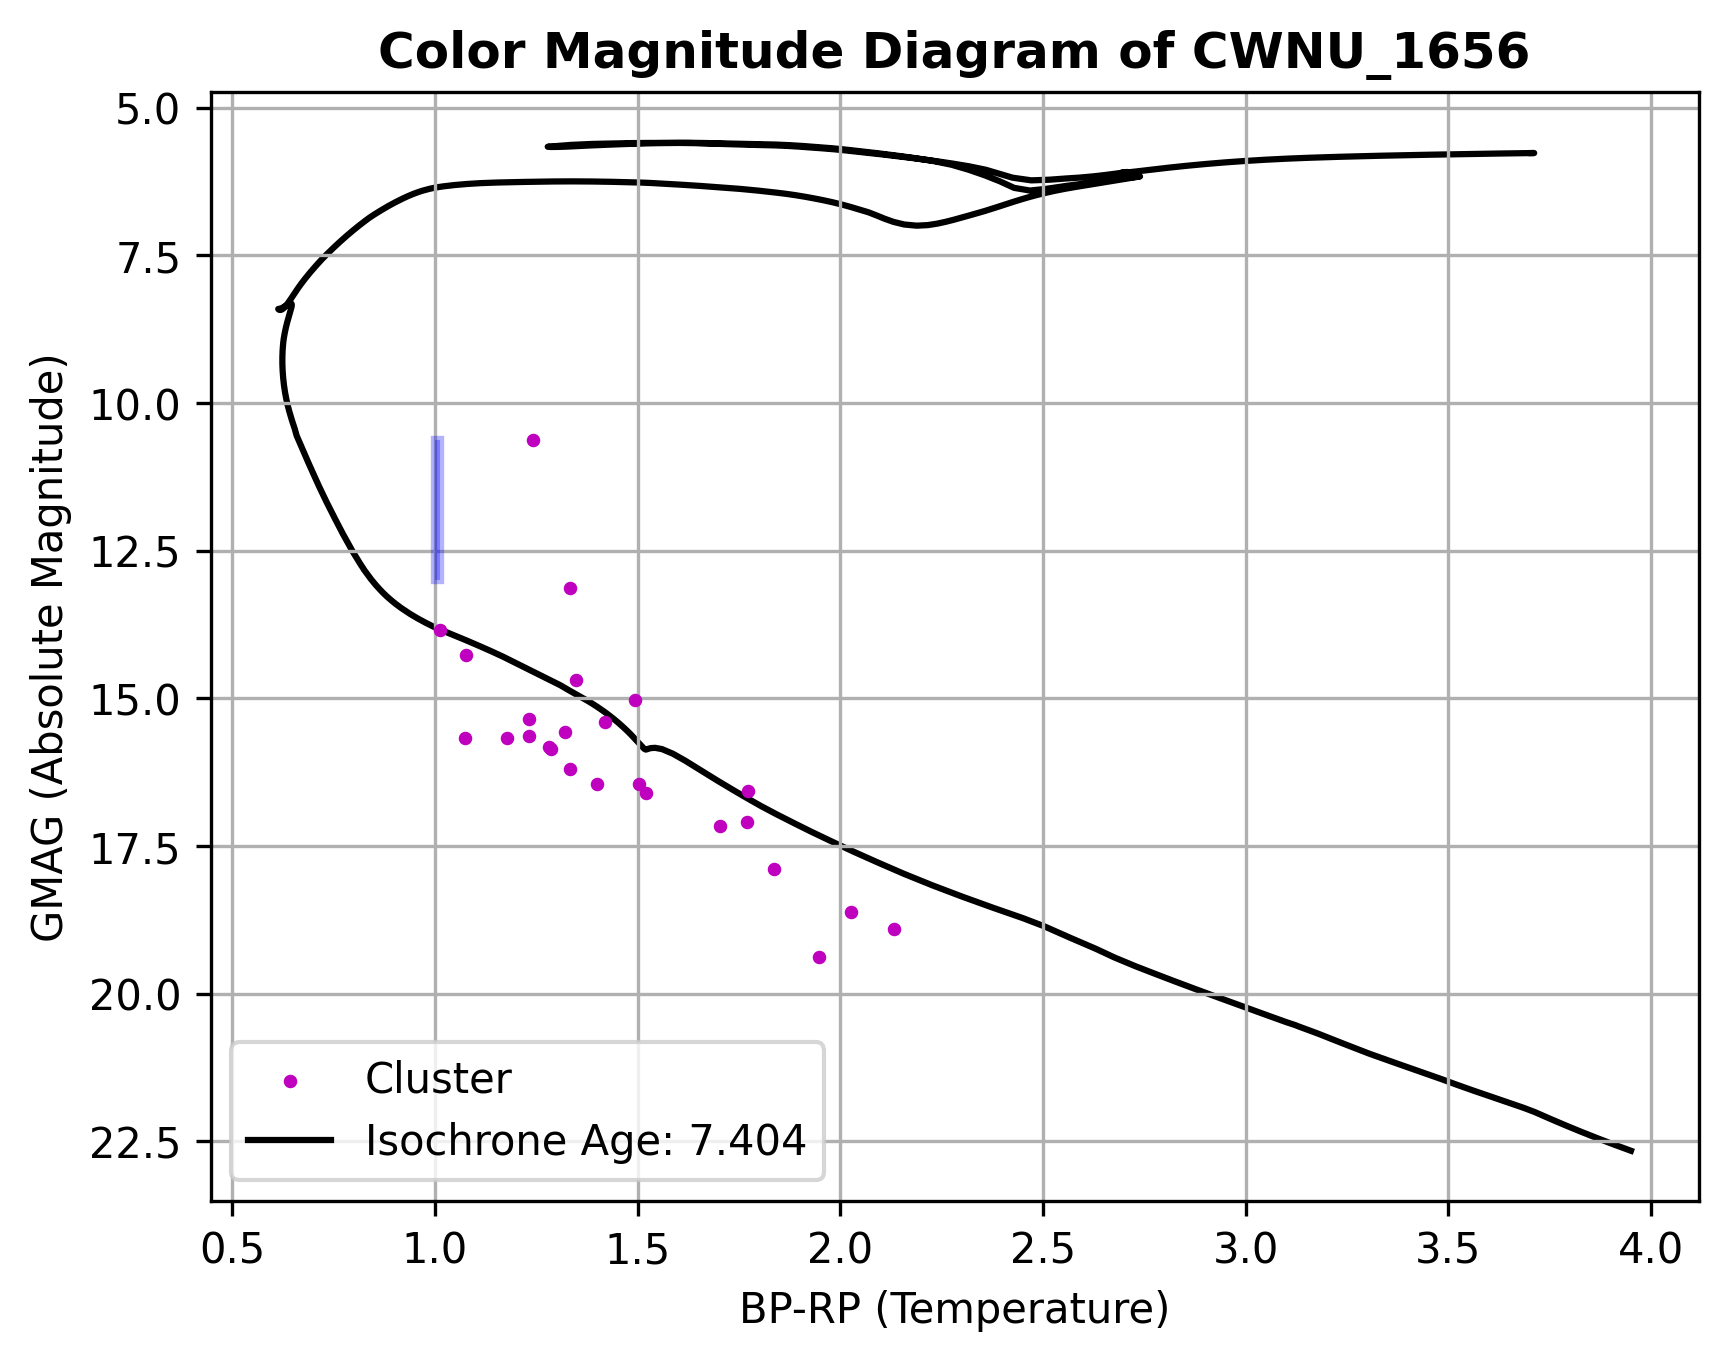 Color Magnitude Diagram of CWNU_1656
GMAG (Absolute Magnitude)
5.0
7.5
10.0
12.5
15.0
17.5
20.0
22.5
Cluster
Isochrone Age: 7.404
0.5 1.0 1.5 2.0 2.5 3.0 3.5 4.0
BP-RP (Temperature)